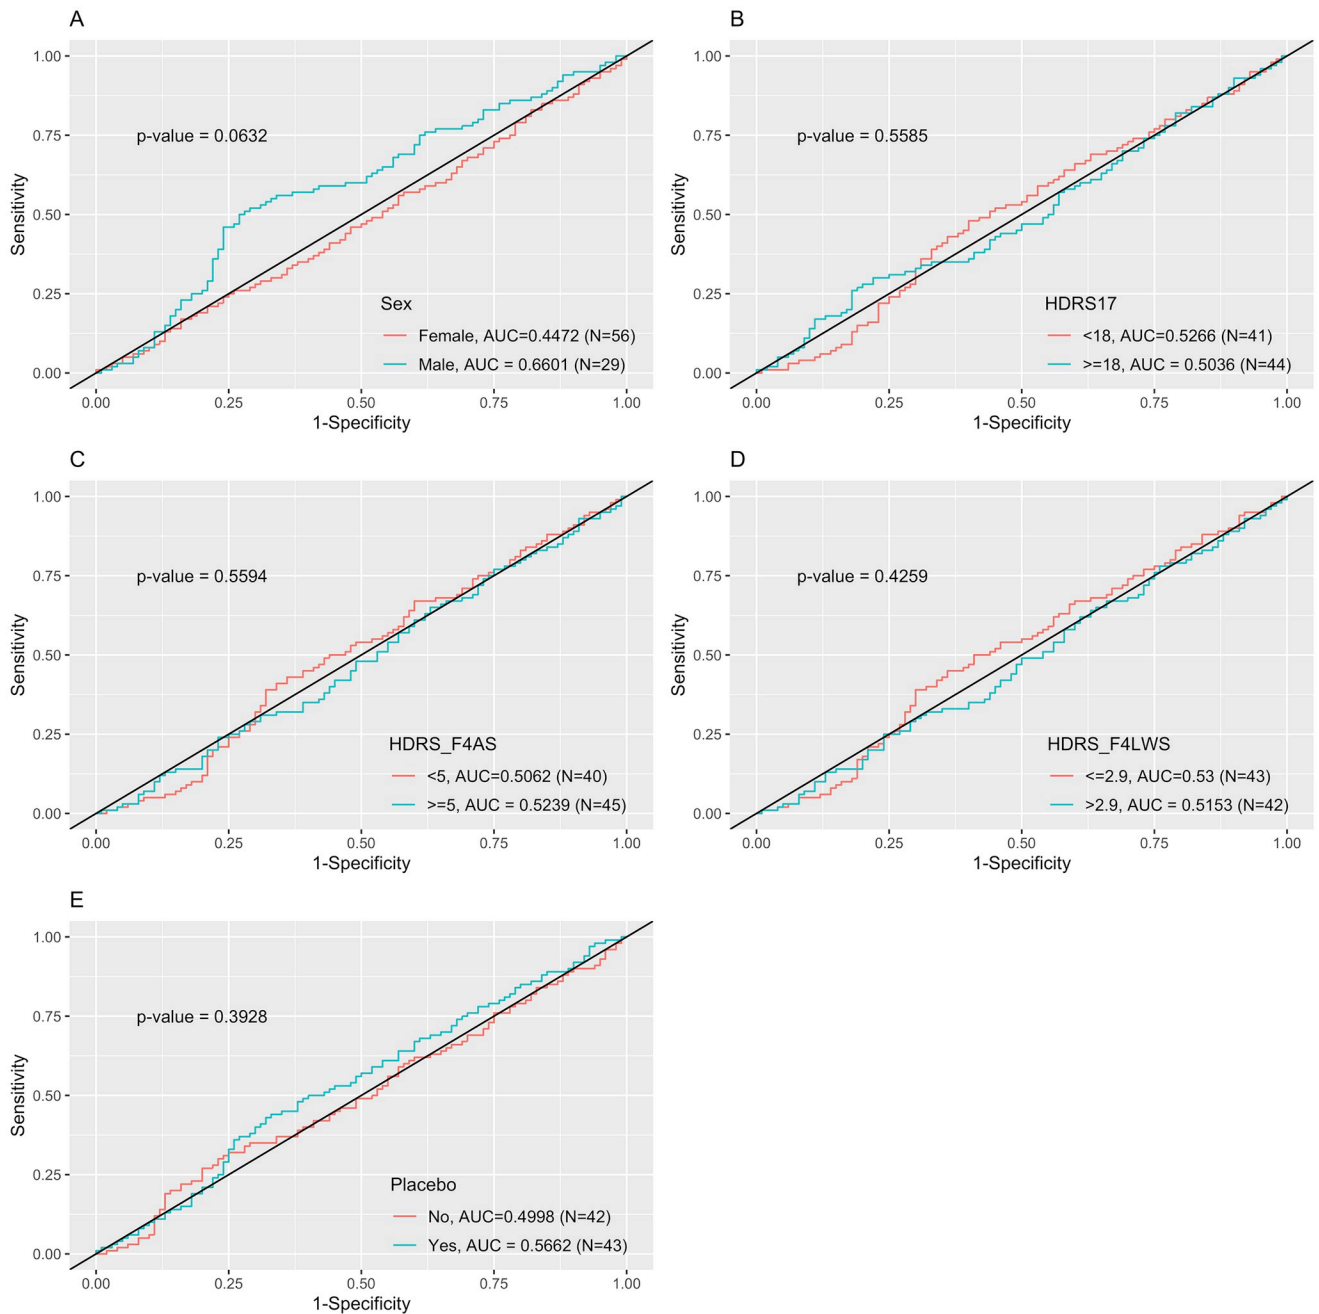 A
1.00
0.75
0.50
0.25
0.00
Sensitivity
p-value = 0.0632
Sex
Female, AUC=0.4472 (N=56)
Male, AUC = 0.6601 (N=29)
0.00 0.25 0.50 0.75 1.00
1-Specificity
B
1.00
0.75
0.50
0.25
0.00
Sensitivity
p-value = 0.5585
HDRS17
<18, AUC=0.5266 (N=41)
>=18, AUC = 0.5036 (N=44)
0.00 0.25 0.50 0.75 1.00
1-Specificity
C
1.00
0.75
0.50
0.25
0.00
Sensitivity
p-value = 0.5594
HDRS_F4AS
<5, AUC=0.5062 (N=40)
>=5, AUC = 0.5239 (N=45)
0.00 0.25 0.50 0.75 1.00
1-Specificity
D
1.00
0.75
0.50
0.25
0.00
Sensitivity
p-value = 0.4259
HDRS_F4LWS
<=2.9, AUC=0.53 (N=43)
>2.9, AUC = 0.5153 (N=42)
0.00 0.25 0.50 0.75 1.00
1-Specificity
E
1.00
0.75
0.50
0.25
0.00
Sensitivity
p-value = 0.3928
Placebo
No, AUC=0.4998 (N=42)
Yes, AUC = 0.5662 (N=43)
0.00 0.25 0.50 0.75 1.00
1-Specificity